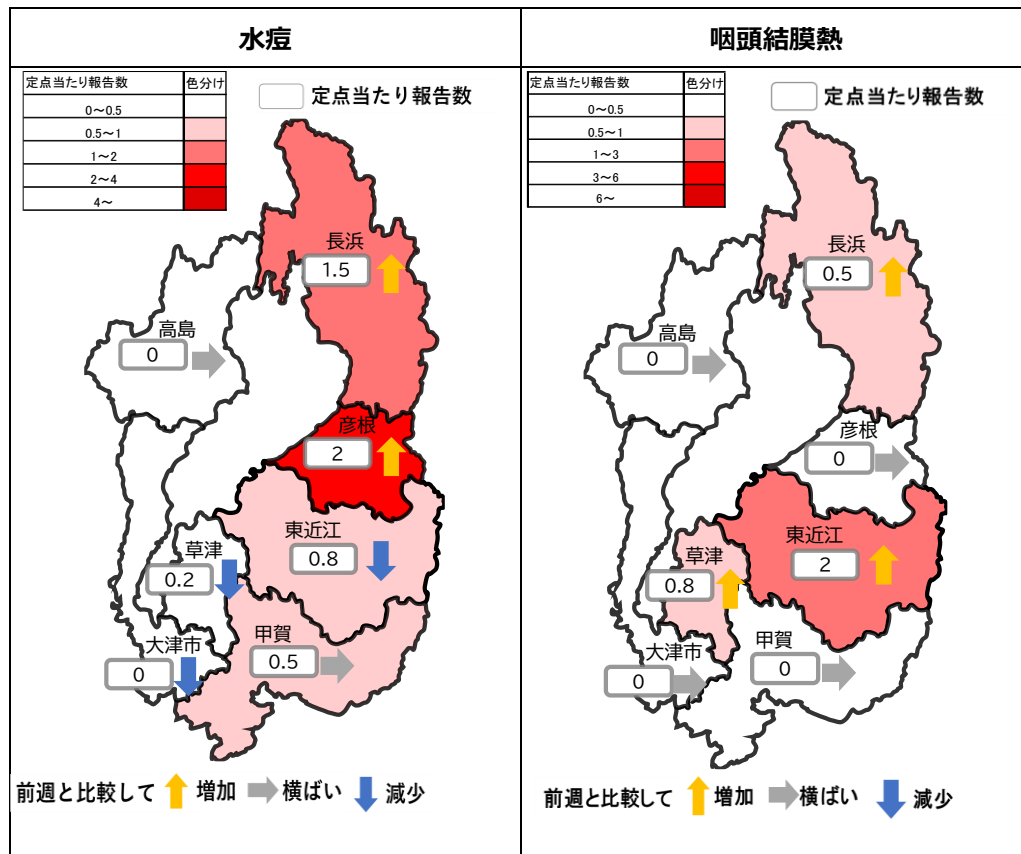 水痘
定点当たり報告数 色分け
0～0.5
0.5～1
1～2
2～4
4～
定点当たり報告数
長浜
1.5
高島
0
彦根
2
東近江
0.8
草津
0.2
大津市
0
甲賀
0.5
前週と比較して 増加 横ばい 減少
咽頭結膜熱
定点当たり報告数 色分け
0～0.5
0.5～1
1～3
3～6
6～
定点当たり報告数
長浜
0.5
高島
0
彦根
0
東近江
2
草津
0.8
大津市
0
甲賀
0
前週と比較して 増加 横ばい 減少